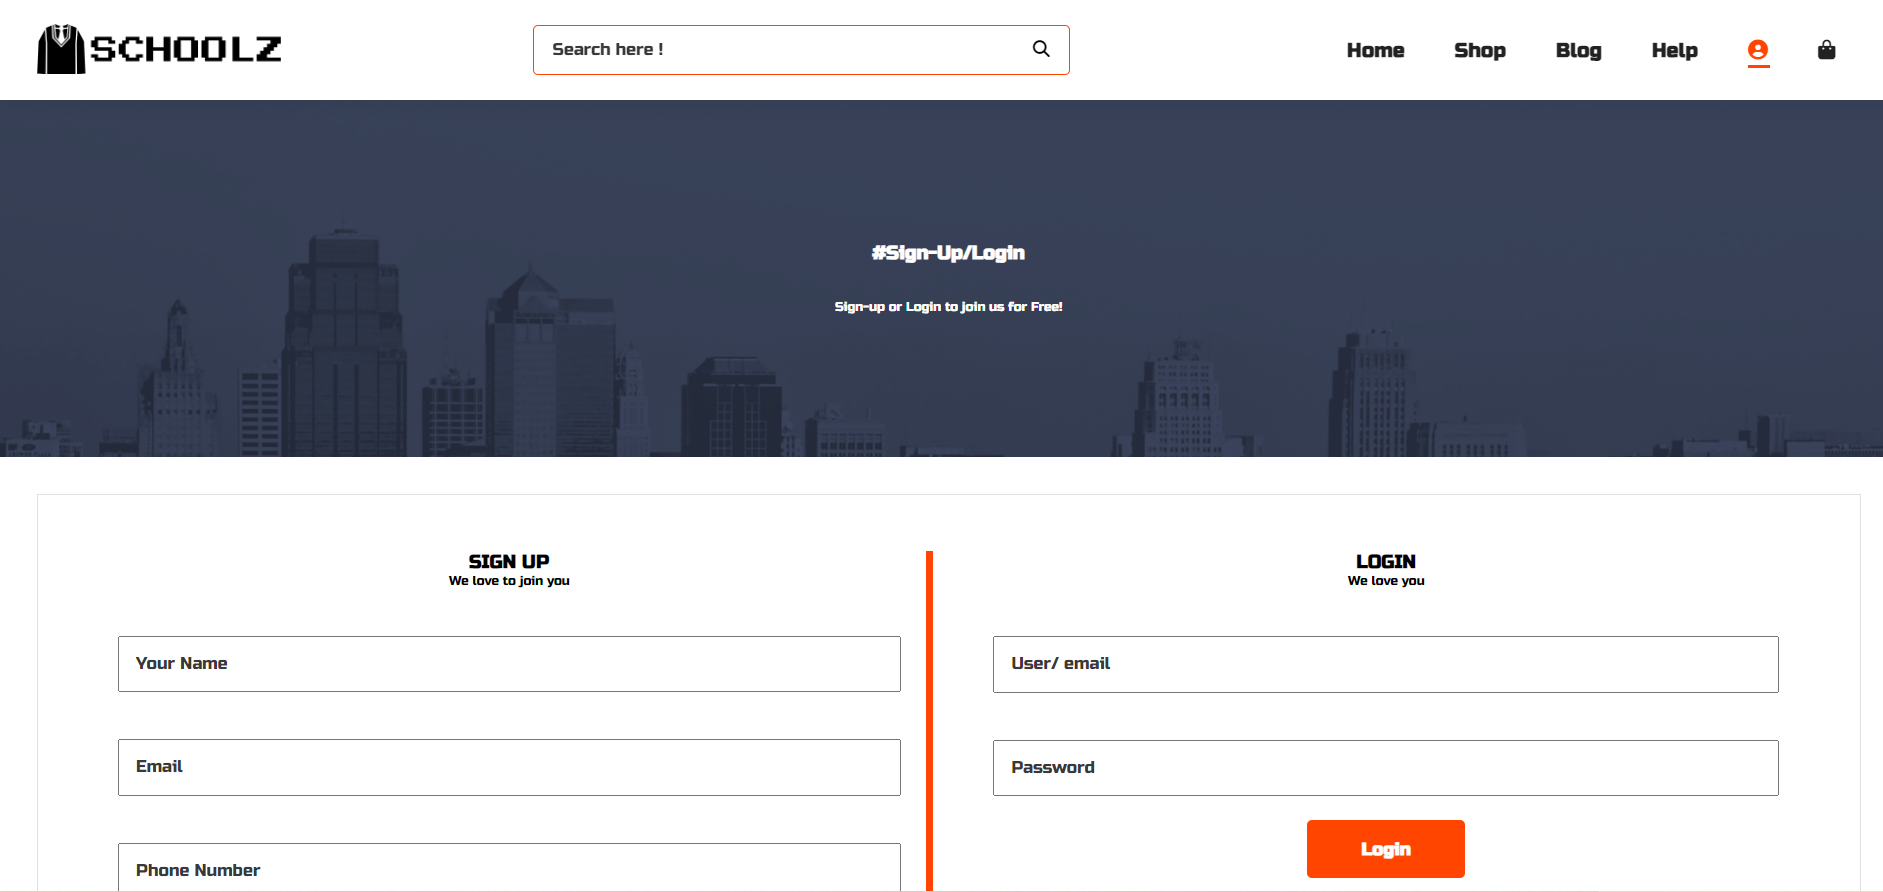 SCHOOLZ
Search here !
Home
Shop
Blog
Help
#Sign-Up/Login
Sign-up or Login to join us for Free!
SIGN UP
We love to join you
Your Name
Email
Phone Number
LOGIN
We love you
User/ email
Password
Login